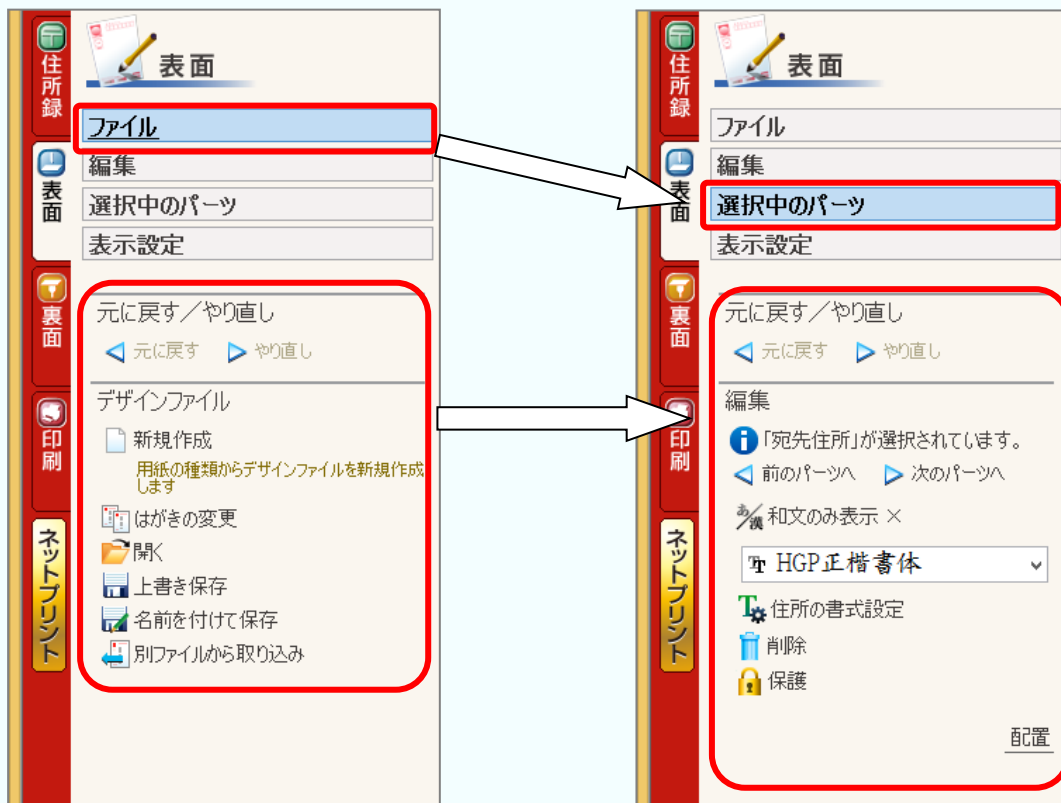 住所録
表面
裏面
印刷
ネットプリント
表面
ファイル
編集
選択中のパーツ
表示設定
元に戻す／やり直し
元に戻す やり直し
デザインファイル
新規作成
用紙の種類からデザインファイルを新規作成
します
はがきの変更
開く
上書き保存
名前を付けて保存
別ファイルから取り込み
住所録
表面
裏面
印刷
ネットプリント
表面
ファイル
編集
選択中のパーツ
表示設定
元に戻す／やり直し
元に戻す やり直し
編集
「宛先住所」が選択されています。
前のパーツへ 次のパーツへ
あ/漢 和文のみ表示 ×
HGP正楷書体
住所の書式設定
削除
保護
配置